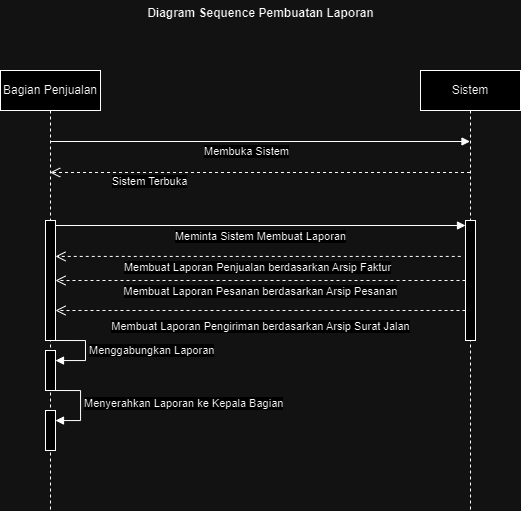 Diagram Sequence Pembuatan Laporan
Bagian Penjualan
Sistem
Membuka Sistem
Sistem Terbuka
Meminta Sistem Membuat Laporan
Membuat Laporan Penjualan berdasarkan Arsip Faktur
Membuat Laporan Pesanan berdasarkan Arsip Pesanan
Membuat Laporan Pengiriman berdasarkan Arsip Surat Jalan
Menggabungkan Laporan
Menyerahkan Laporan ke Kepala Bagian